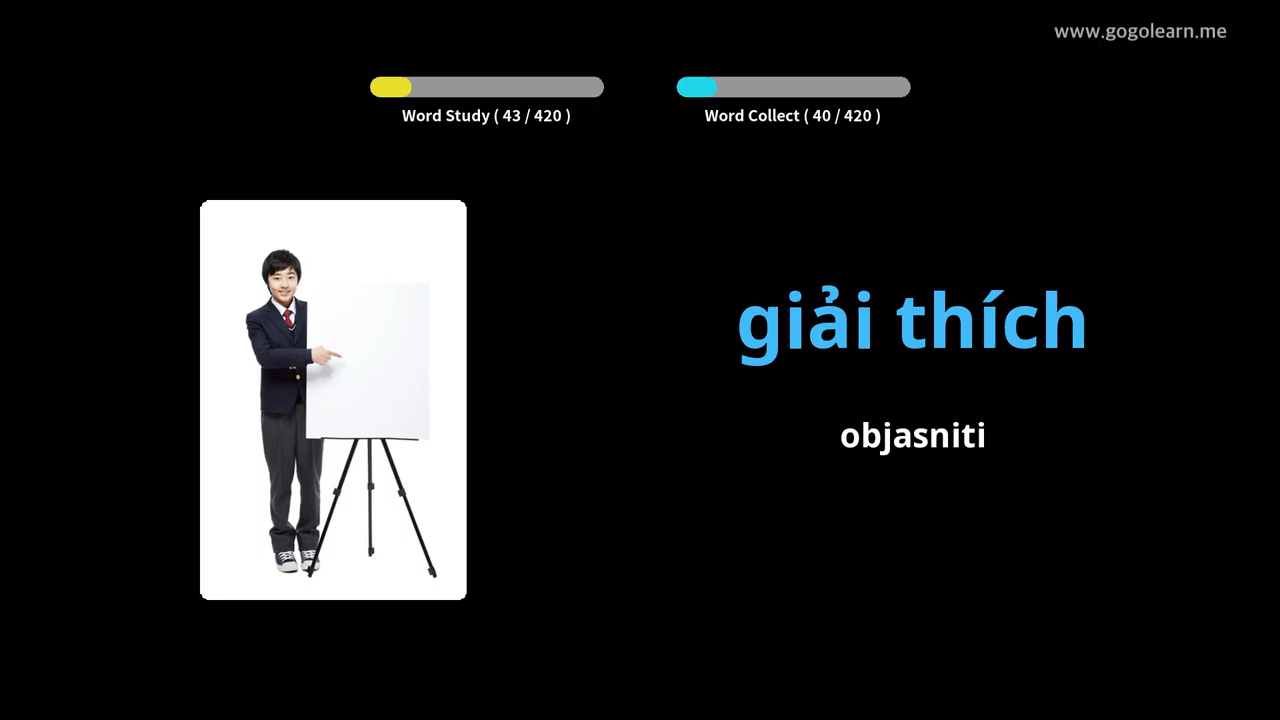 www.gogolearn.me
Word Study ( 43 / 420 )
Word Collect ( 40 / 420 )
giải thích
objasniti